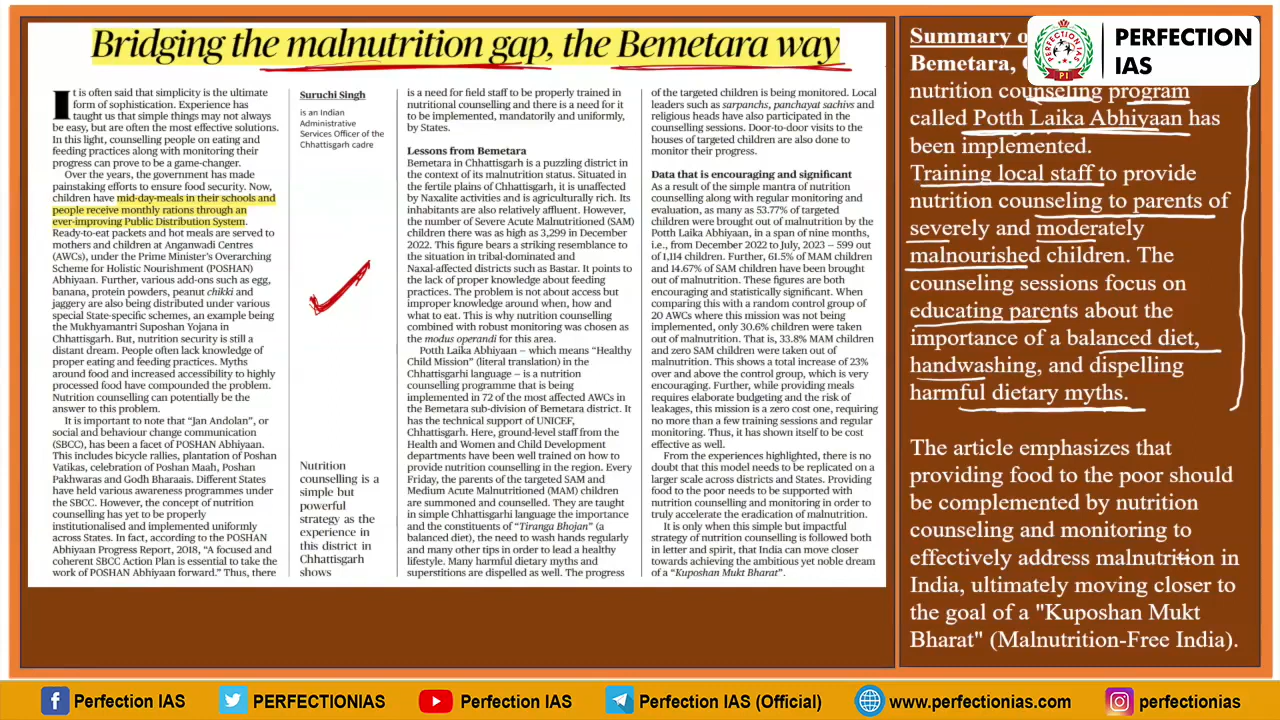 Bridging the malnutrition gap, the Bemetara way
It is often said that simplicity is the ultimate
form of sophistication. Experience has
taught us that simple things may not always
be easy, but are often the most effective solutions.
In this light, counselling people on eating and
feeding practices along with monitoring their
progress can prove to be a game-changer.
Over the years, the government has made
painstaking efforts to ensure food security. Now,
children have mid-day-meals in their schools and
people receive monthly rations through an
ever-improving Public Distribution System.
Ready-to-eat packets and hot meals are served to
mothers and children at Anganwadi Centres
(AWCs), under the Prime Minister's Overarching
Scheme for Holistic Nourishment (POSHAN)
Abhiyaan. Further, various add-ons such as egg,
banana, protein powders, peanut chikki and
jaggery are also being distributed under various
special State-specific schemes, an example being
the Mukhyamantri Suposhan Yojana in
Chhattisgarh. But, nutrition security is still a
distant dream. People often lack knowledge of
proper eating and feeding practices. Myths
around food and increased accessibility to highly
processed food have compounded the problem.
Nutrition counselling can potentially be the
answer to this problem.
It is important to note that "Jan Andolan", or
social and behaviour change communication
(SBCC), has been a facet of POSHAN Abhiyaan.
This includes bicycle rallies, plantation of Poshan
Vatikas, celebration of Poshan Maah, Poshan
Pakhwaras and Godh Bharaais. Different States
have held various awareness programmes under
the SBCC. However, the concept of nutrition
counselling has yet to be properly
institutionalised and implemented uniformly
across States. In fact, according to the POSHAN
Abhiyaan Progress Report, 2018, "A focused and
coherent SBCC Action Plan is essential to take the
work of POSHAN Abhiyaan forward." Thus, there
Suruchi Singh
is an Indian
Administrative
Services Officer of the
Chhattisgarh cadre
Nutrition
counselling is a
simple but
powerful
strategy as the
experience in
this district in
Chhattisgarh
shows
is a need for field staff to be properly trained in
nutritional counselling and there is a need for it
to be implemented, mandatorily and uniformly,
by States.
Lessons from Bemetara
Bemetara in Chhattisgarh is a puzzling district in
the context of its malnutrition status. Situated in
the fertile plains of Chhattisgarh, it is unaffected
by Naxalite activities and is agriculturally rich. Its
inhabitants are also relatively affluent. However,
the number of Severe Acute Malnutritioned (SAM)
children there was as high as 3,299 in December
2022. This figure bears a striking resemblance to
the situation in tribal-dominated and
Naxal-affected districts such as Bastar. It points to
the lack of proper knowledge about feeding
practices. The problem is not about access but
improper knowledge around when, how and
what to eat. This is why nutrition counselling
combined with robust monitoring was chosen as
the modus operandi for this area.
Potth Laika Abhiyaan – which means "Healthy
Child Mission" (literal translation) in the
Chhattisgarhi language – is a nutrition
counselling programme that is being
implemented in 72 of the most affected AWCs in
the Bemetara sub-division of Bemetara district. It
has the technical support of UNICEF,
Chhattisgarh. Here, ground-level staff from the
Health and Women and Child Development
departments have been well trained on how to
provide nutrition counselling in the region. Every
Friday, the parents of the targeted SAM and
Medium Acute Malnutritioned (MAM) children
are summoned and counselled. They are taught
in simple Chhattisgarhi language the importance
and the constituents of "Tiranga Bhojan" (a
balanced diet), the need to wash hands regularly
and many other tips in order to lead a healthy
lifestyle. Many harmful dietary myths and
superstitions are dispelled as well. The progress
of the targeted children is being monitored. Local
leaders such as sarpanchs, panchayat sachivs and
religious heads have also participated in the
counselling sessions. Door-to-door visits to the
houses of targeted children are also done to
monitor their progress.
Data that is encouraging and significant
As a result of the simple mantra of nutrition
counselling along with regular monitoring and
evaluation, as many as 53.77% of targeted
children were brought out of malnutrition by the
Potth Laika Abhiyaan, in a span of nine months,
i.e., from December 2022 to July, 2023 – 599 out
of 1,114 children. Further, 61.5% of MAM children
and 14.67% of SAM children have been brought
out of malnutrition. These figures are both
encouraging and statistically significant. When
comparing this with a random control group of
20 AWCs where this mission was not being
implemented, only 30.6% children were taken
out of malnutrition. That is, 33.8% MAM children
and zero SAM children were taken out of
malnutrition. This shows a total increase of 23%
over and above the control group, which is very
encouraging. Further, while providing meals
requires elaborate budgeting and the risk of
leakages, this mission is a zero cost one, requiring
no more than a few training sessions and regular
monitoring. Thus, it has shown itself to be cost
effective as well.
From the experiences highlighted, there is no
doubt that this model needs to be replicated on a
larger scale across districts and States. Providing
food to the poor needs to be supported with
nutrition counselling and monitoring in order to
truly accelerate the eradication of malnutrition.
It is only when this simple but impactful
strategy of nutrition counselling is followed both
in letter and spirit, that India can move closer
towards achieving the ambitious yet noble dream
of a "Kuposhan Mukt Bharat".
Summary
Bemetara,
nutrition counseling program
called Potth Laika Abhiyaan has
been implemented.
Training local staff to provide
nutrition counseling to parents of
severely and moderately
malnourished children. The
counseling sessions focus on
educating parents about the
importance of a balanced diet,
handwashing, and dispelling
harmful dietary myths.
The article emphasizes that
providing food to the poor should
be complemented by nutrition
counseling and monitoring to
effectively address malnutrition in
India, ultimately moving closer to
the goal of a "Kuposhan Mukt
Bharat" (Malnutrition-Free India).
PERFECTION
IAS
Perfection IAS
PERFECTIONIAS
Perfection IAS
Perfection IAS (Official)
www.perfectionias.com
perfectionias